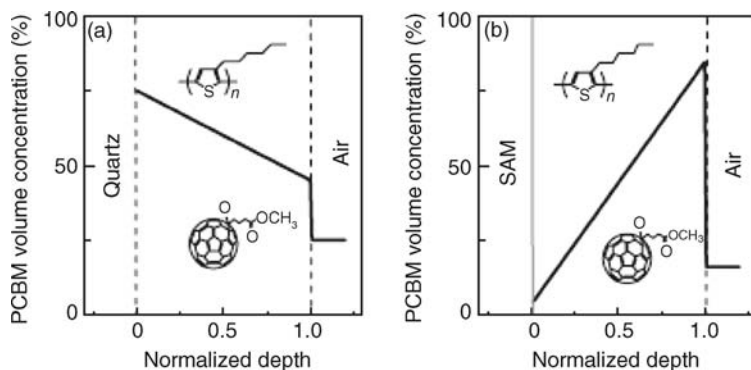 (a)
PCBM volume concentration (%)
100
50
0
Quartz
Air
S
n
O
OCH3
O
0
0.5
1.0
Normalized depth
(b)
PCBM volume concentration (%)
100
50
0
SAM
Air
S
n
O
OCH3
O
0
0.5
1.0
Normalized depth